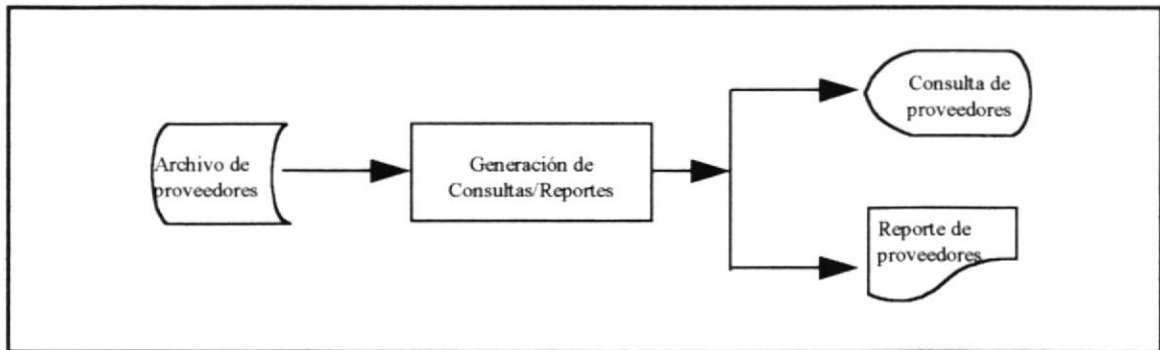 Archivo de
proveedores
Generación de
Consultas/Reportes
Consulta de
proveedores
Reporte de
proveedores